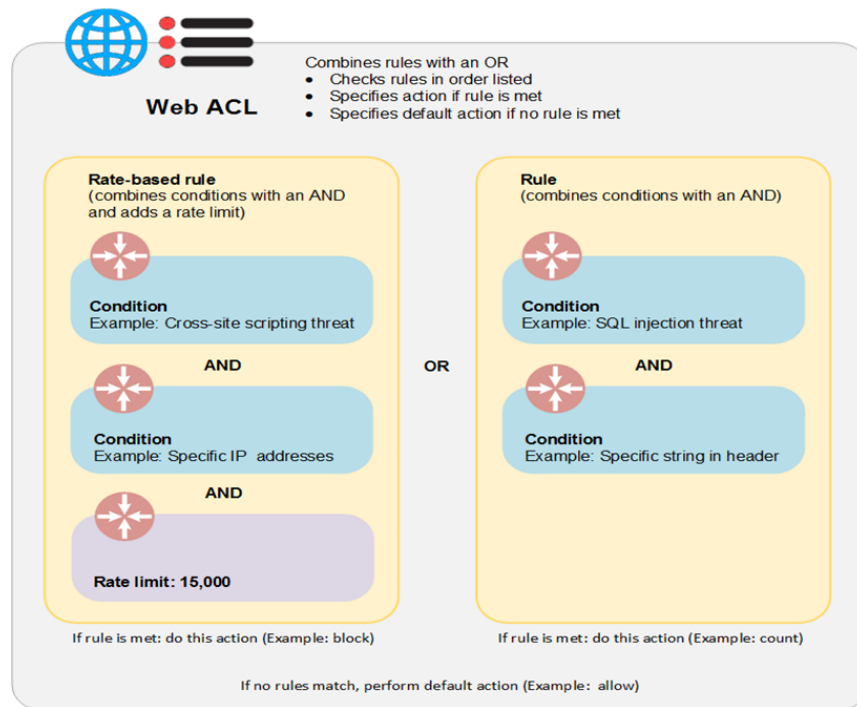 Web ACL
Combines rules with an OR
• Checks rules in order listed
• Specifies action if rule is met
• Specifies default action if no rule is met
Rate-based rule
(combines conditions with an AND
and adds a rate limit)
Condition
Example: Cross-site scripting threat
AND
Condition
Example: Specific IP addresses
AND
Rate limit: 15,000
If rule is met: do this action (Example: block)
OR
Rule
(combines conditions with an AND)
Condition
Example: SQL injection threat
AND
Condition
Example: Specific string in header
If rule is met: do this action (Example: count)
If no rules match, perform default action (Example: allow)